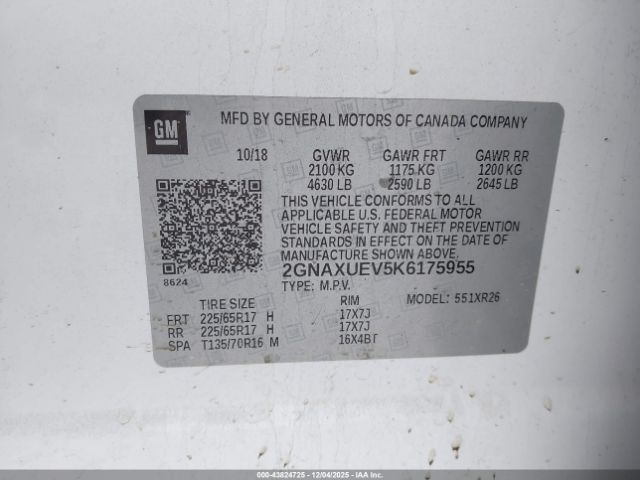 GM
MFD BY GENERAL MOTORS OF CANADA COMPANY
10/18 GVWR GAWR FRT GAWR RR
2100 KG 1175 KG 1200 KG
4630 LB 2590 LB 2645 LB
THIS VEHICLE CONFORMS TO ALL
APPLICABLE U.S. FEDERAL MOTOR
VEHICLE SAFETY AND THEFT
PREVENTION STANDARDS
IN EFFECT ON THE DATE OF
MANUFACTURE SHOWN ABOVE.
2GNAXUEV5K6175955
8624
TYPE: M.P.V.
TIRE SIZE RIM MODEL: 551XR26
FRT 225/65R17 H 17X7J
RR 225/65R17 H 17X7J
SPA T135/70R16 M 16X4BT
000-43824725 12/04/2025 IAA Inc.